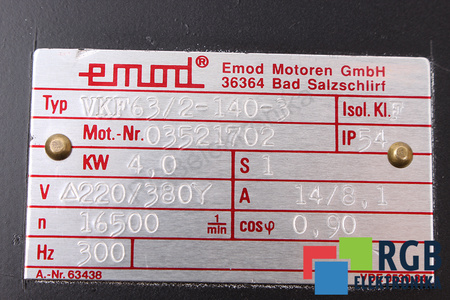 emod®
Emod Motoren GmbH
36364 Bad Salzschlirf
Typ VKF63/2-140-3 Isol. Kl. F
Mot.-Nr. 03521702 IP 54
KW 4,0 S 1
V Δ220/380Y A 14/8,1
n 16500 1/min cosφ 0,90
Hz 300
A.-Nr. 63438
RGB
ELEKTRONIKA